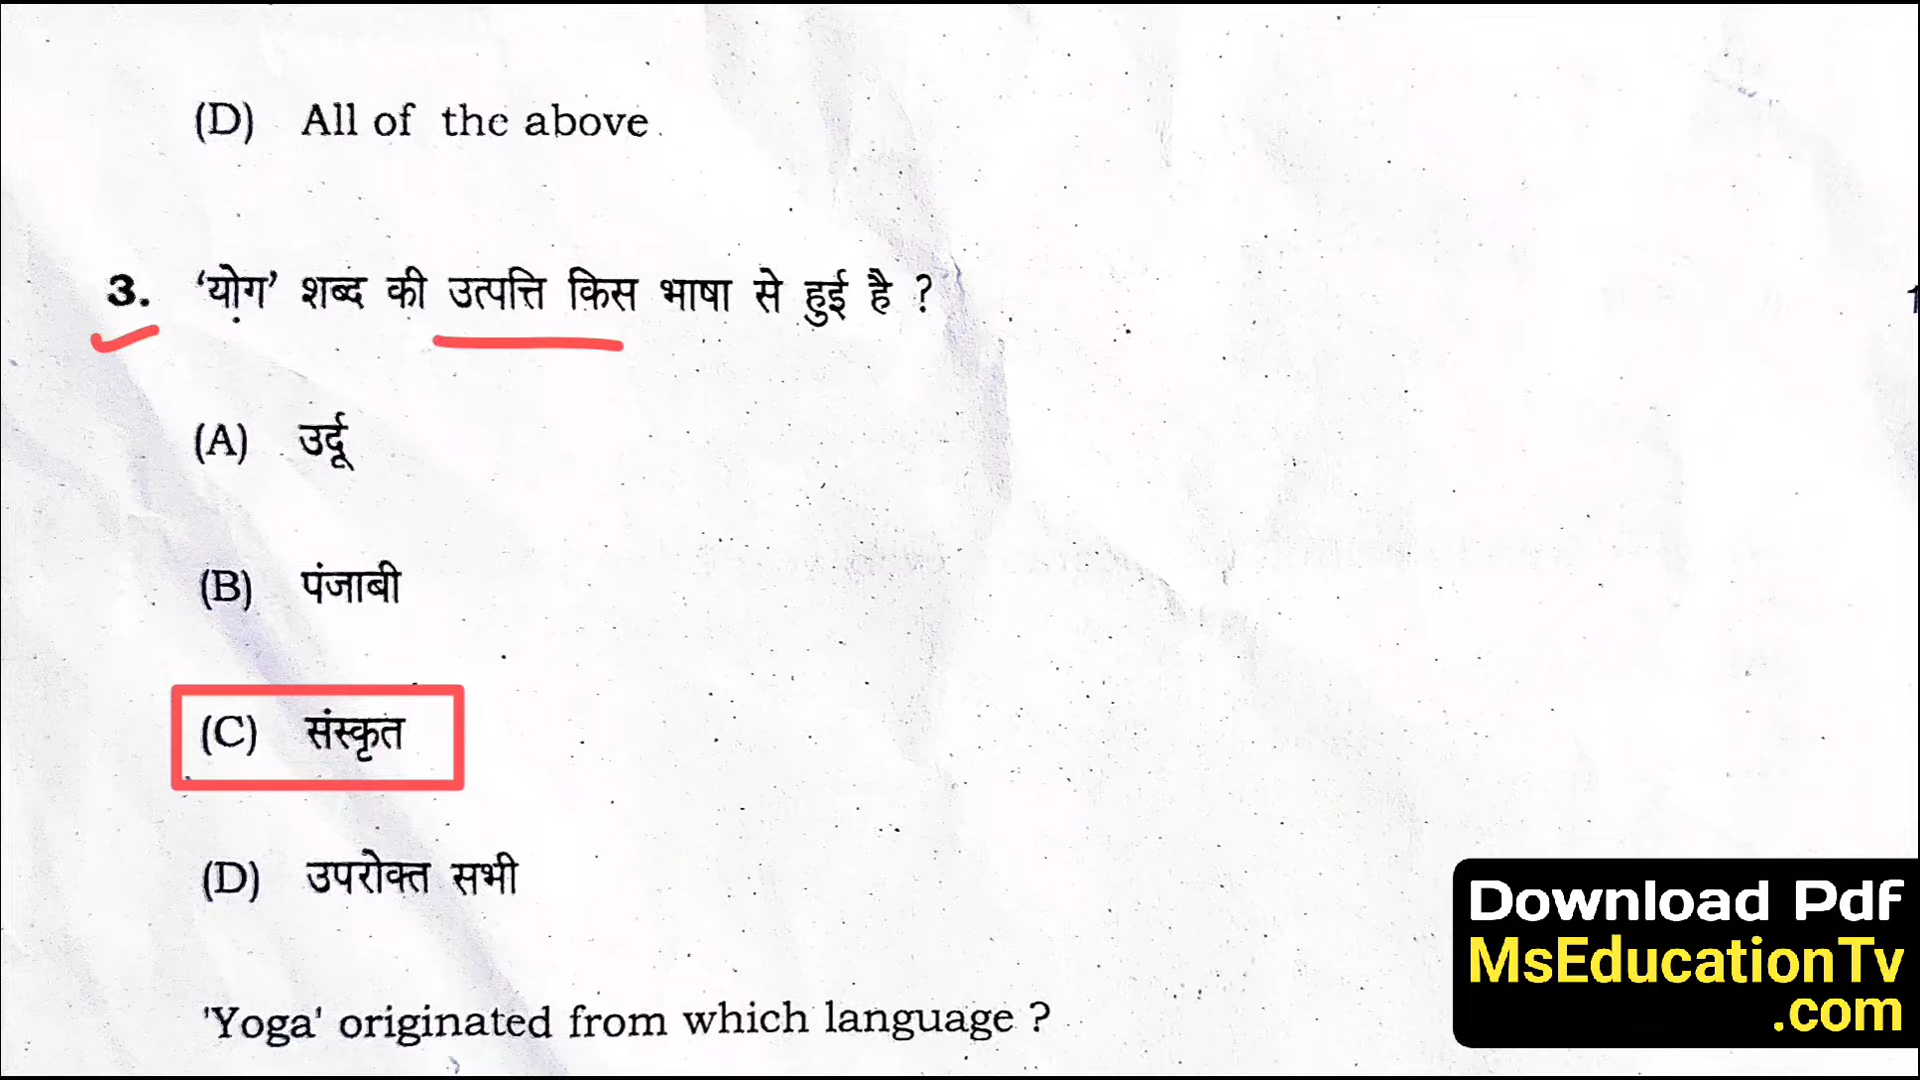 (D) All of the above
3. ‘योग’ शब्द की उत्पत्ति किस भाषा से हुई है ?
(A) उर्दू
(B) पंजाबी
(C) संस्कृत
(D) उपरोक्त सभी
'Yoga' originated from which language ?
Download Pdf
MsEducationTv
.com